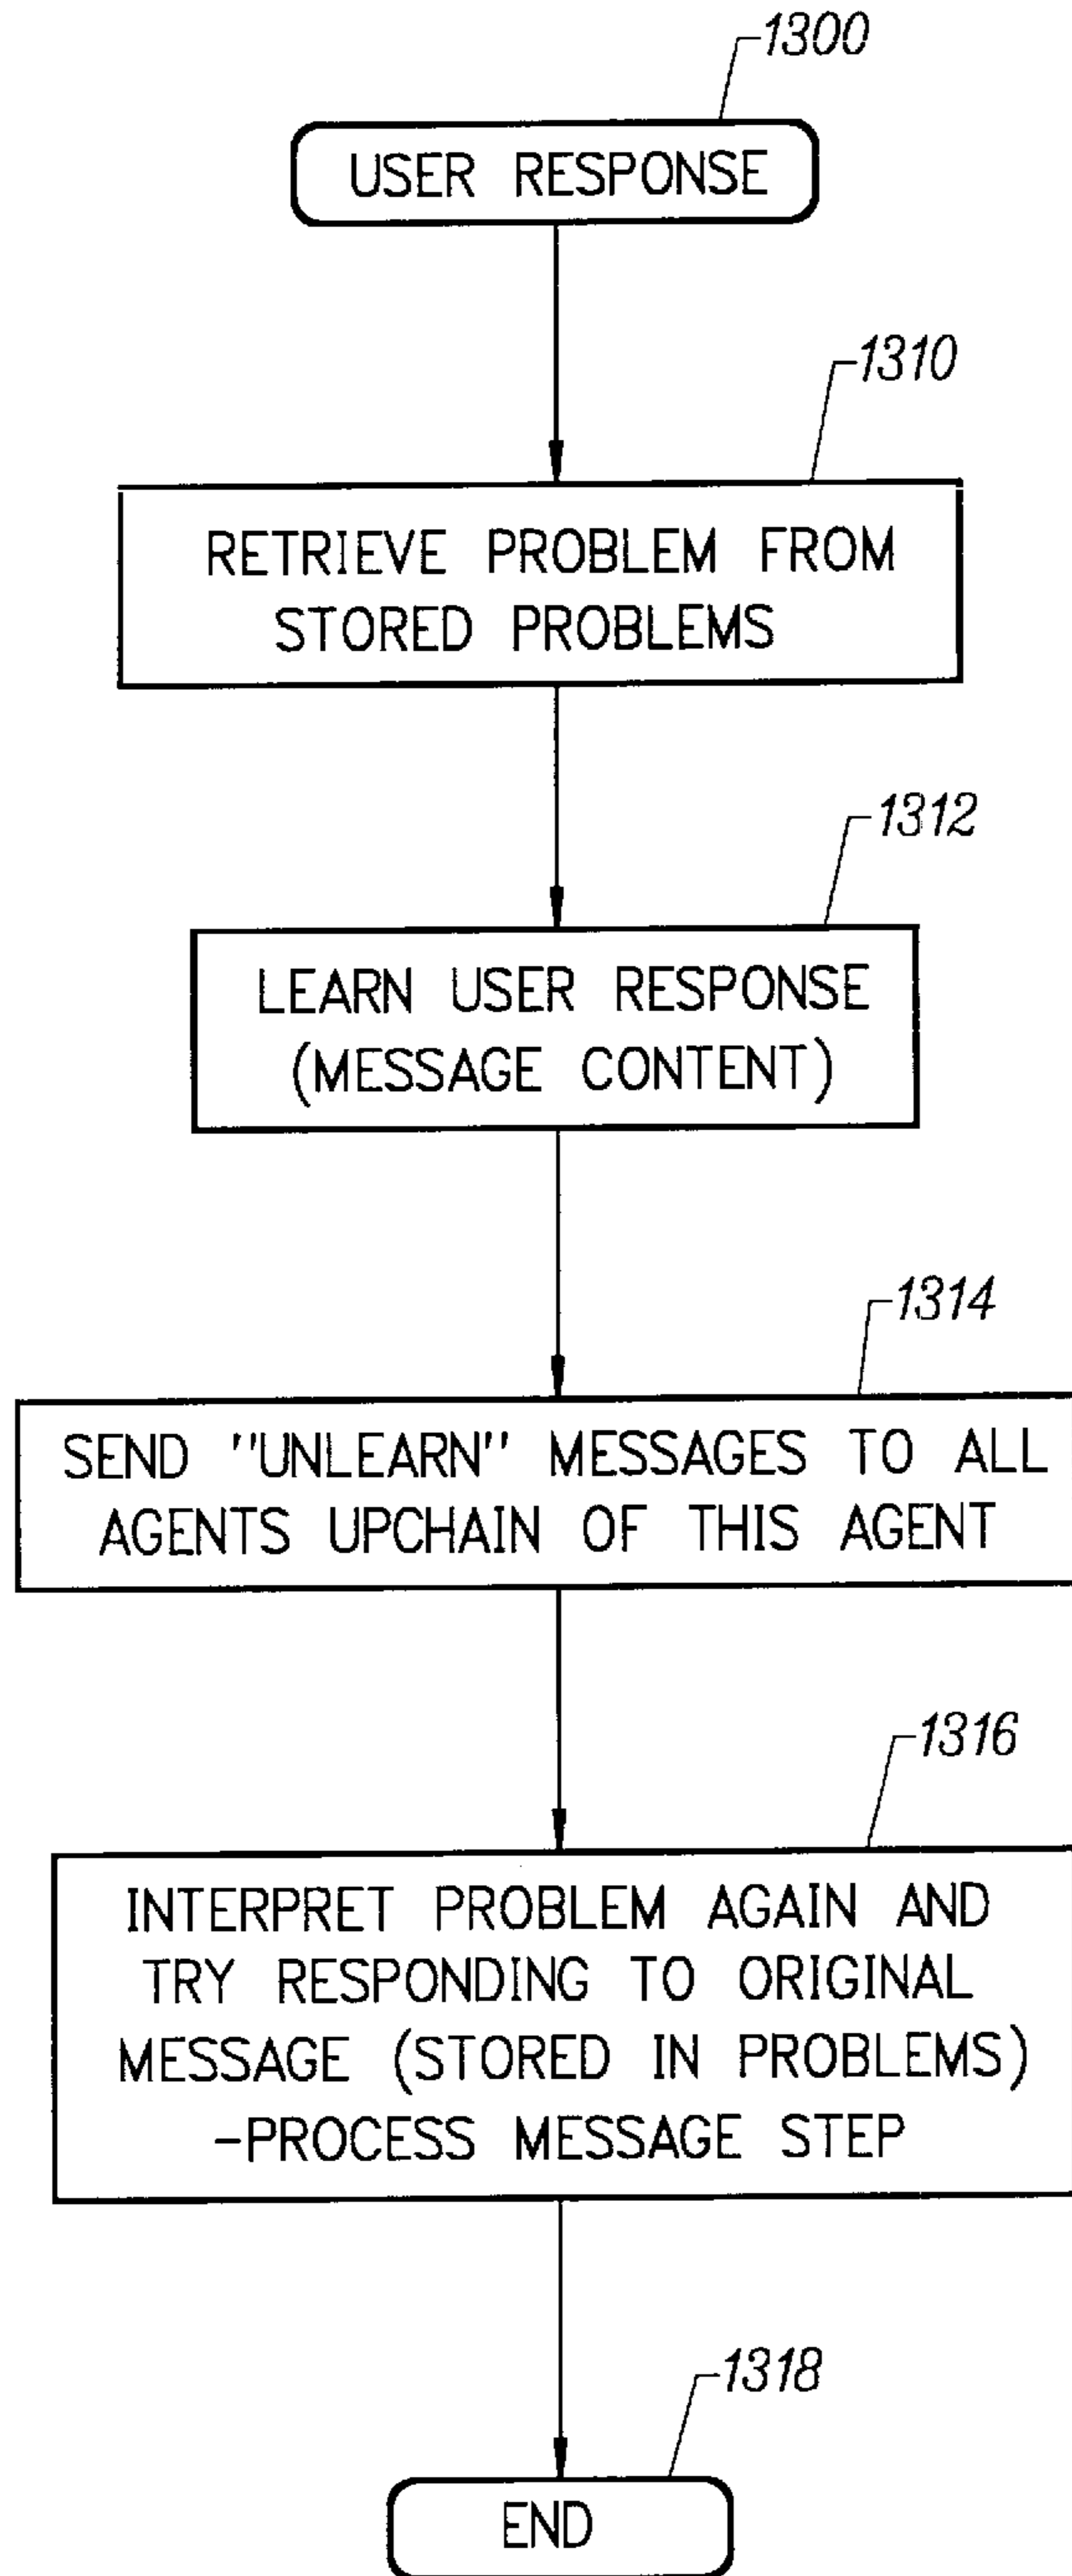 1300
USER RESPONSE
1310
RETRIEVE PROBLEM FROM
STORED PROBLEMS
1312
LEARN USER RESPONSE
(MESSAGE CONTENT)
1314
SEND "UNLEARN" MESSAGES TO ALL
AGENTS UPCHAIN OF THIS AGENT
1316
INTERPRET PROBLEM AGAIN AND
TRY RESPONDING TO ORIGINAL
MESSAGE (STORED IN PROBLEMS)
-PROCESS MESSAGE STEP
1318
END